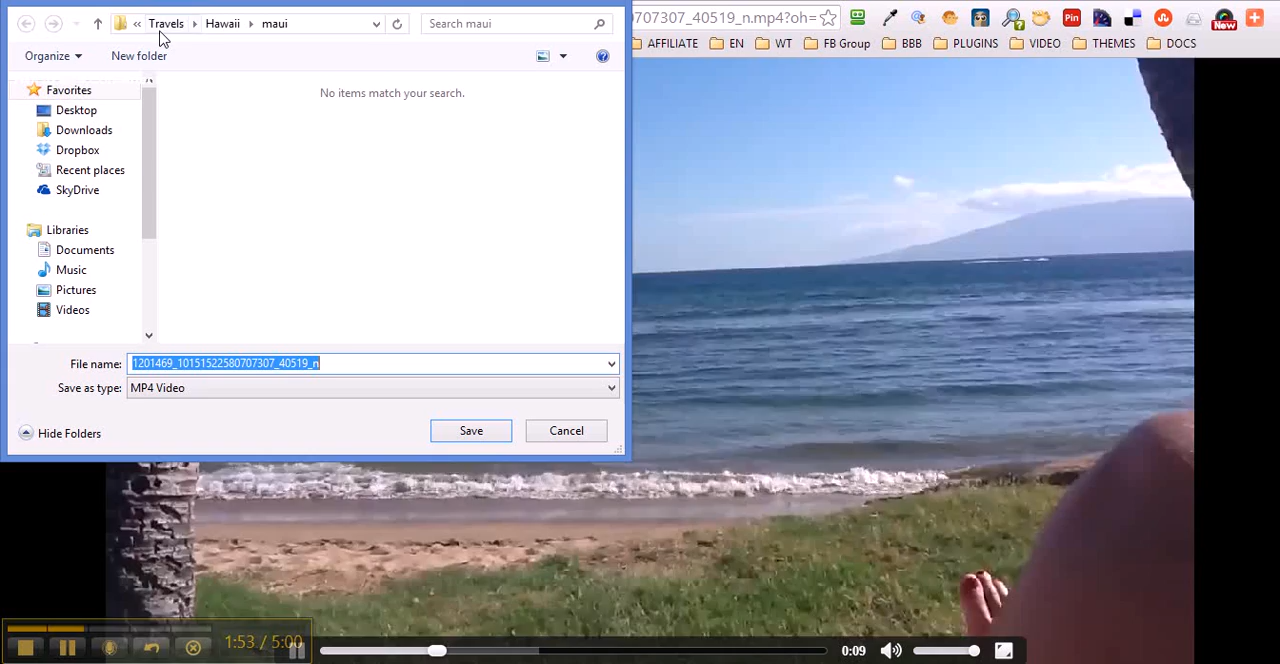 « Travels Hawaii maui
Search maui
707307_40519_n.mp4?oh=
Pin
New
Organize New folder
AFFILIATE EN WT FB Group BBB PLUGINS VIDEO THEMES DOCS
Favorites
Desktop
Downloads
Dropbox
Recent places
SkyDrive
Libraries
Documents
Music
Pictures
Videos
No items match your search.
File name: 1201469_10151522580707307_40519_n
Save as type: MP4 Video
Hide Folders
Save Cancel
1:53 / 5:00
0:09